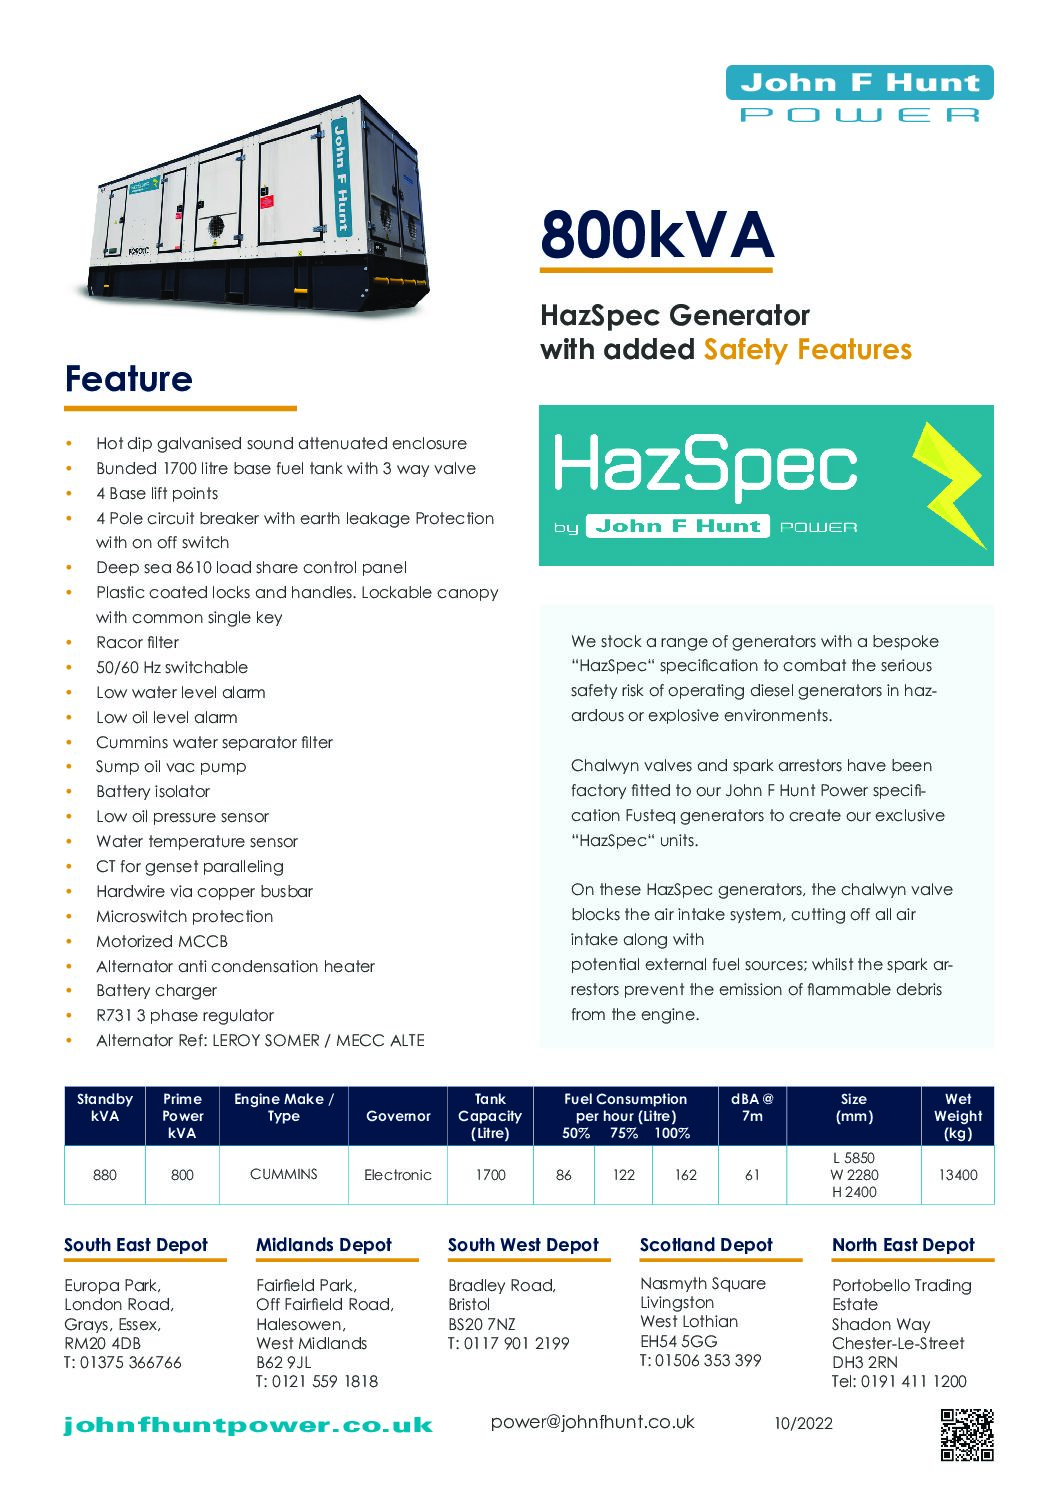 John F Hunt
POWER
John F Hunt
HazSpec
800kVA
HazSpec Generator
with added Safety Features
Feature
• Hot dip galvanised sound attenuated enclosure
• Bunded 1700 litre base fuel tank with 3 way valve
• 4 Base lift points
• 4 Pole circuit breaker with earth leakage Protection
with on off switch
• Deep sea 8610 load share control panel
• Plastic coated locks and handles. Lockable canopy
with common single key
• Racor filter
• 50/60 Hz switchable
• Low water level alarm
• Low oil level alarm
• Cummins water separator filter
• Sump oil vac pump
• Battery isolator
• Low oil pressure sensor
• Water temperature sensor
• CT for genset paralleling
• Hardwire via copper busbar
• Microswitch protection
• Motorized MCCB
• Alternator anti condensation heater
• Battery charger
• R731 3 phase regulator
• Alternator Ref: LEROY SOMER / MECC ALTE
HazSpec
by John F Hunt POWER
We stock a range of generators with a bespoke
“HazSpec“ specification to combat the serious
safety risk of operating diesel generators in haz-
ardous or explosive environments.
Chalwyn valves and spark arrestors have been
factory fitted to our John F Hunt Power specifi-
cation Fusteq generators to create our exclusive
“HazSpec“ units.
On these HazSpec generators, the chalwyn valve
blocks the air intake system, cutting off all air
intake along with
potential external fuel sources; whilst the spark ar-
restors prevent the emission of flammable debris
from the engine.
Standby kVA Prime Power kVA Engine Make / Type Governor Tank Capacity (Litre) Fuel Consumption per hour (Litre) 50% 75% 100% dBA @ 7m Size (mm) Wet Weight (kg)
880 800 CUMMINS Electronic 1700 86 122 162 61 L 5850 W 2280 H 2400 13400
South East Depot
Europa Park,
London Road,
Grays, Essex,
RM20 4DB
T: 01375 366766
Midlands Depot
Fairfield Park,
Off Fairfield Road,
Halesowen,
West Midlands
B62 9JL
T: 0121 559 1818
South West Depot
Bradley Road,
Bristol
BS20 7NZ
T: 0117 901 2199
Scotland Depot
Nasmyth Square
Livingston
West Lothian
EH54 5GG
T: 01506 353 399
North East Depot
Portobello Trading
Estate
Shadon Way
Chester-Le-Street
DH3 2RN
Tel: 0191 411 1200
johnfhuntpower.co.uk
power@johnfhunt.co.uk
10/2022